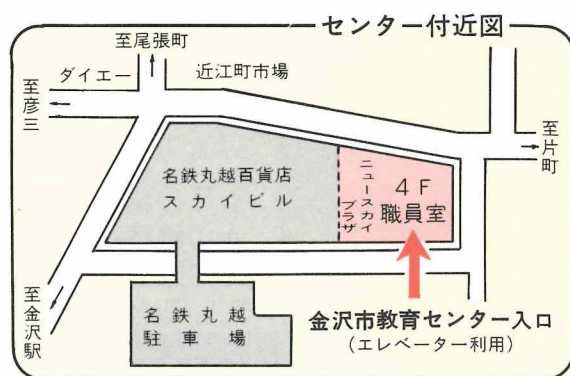 センター付近図
至尾張町
ダイエー
近江町市場
至彦三
至片町
名鉄丸越百貨店
スカイビル
ニュースカイ
プラザ
4F
職員室
至金沢駅
名鉄丸越
駐車場
金沢市教育センター入口
(エレベーター利用)